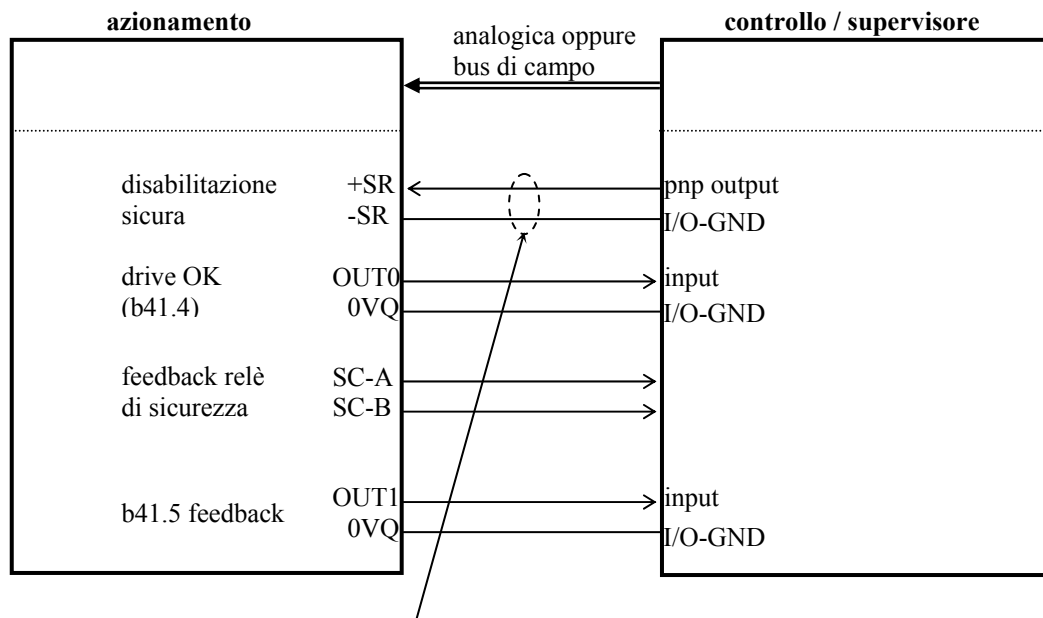 azionamento
controllo / supervisore
analogica oppure
bus di campo
disabilitazione
sicura
+SR
-SR
pnp output
I/O-GND
drive OK
(b41.4)
OUT0
0VQ
input
I/O-GND
feedback relè
di sicurezza
SC-A
SC-B
b41.5 feedback
OUT1
0VQ
input
I/O-GND